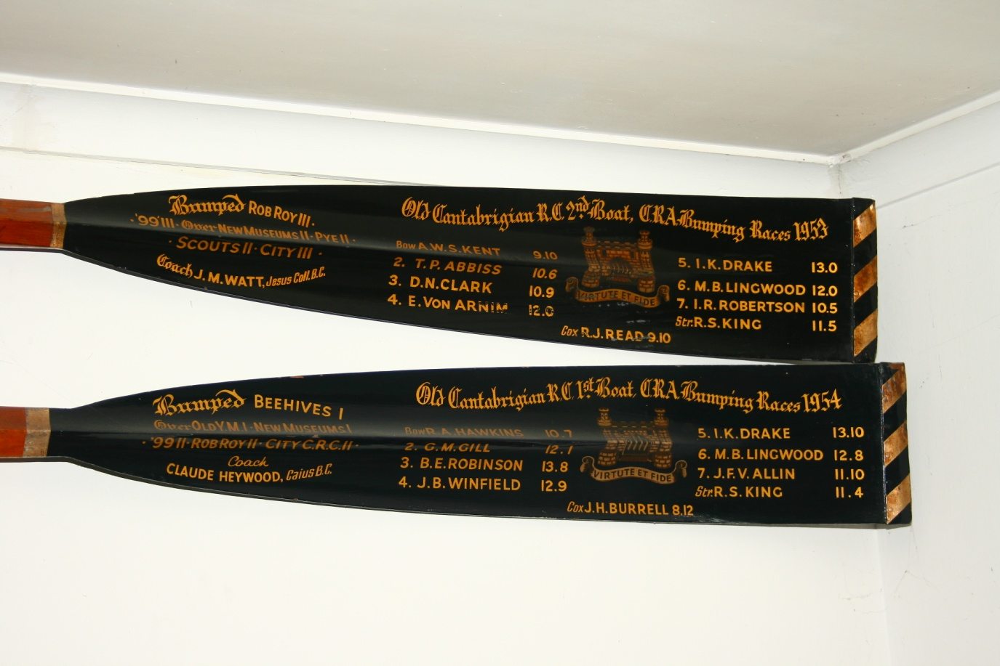 Bumped ROB ROY III.
·'99 III·Over NEW MUSEUMS II·PYE II·
·SCOUTS II·CITY III·
Coach J. M. WATT, Jesus Coll. B.C.
Old Cantabrigian R.C. 2nd Boat, CRA Bumping Races 1953
Bow A.W.S. KENT 9.10
2. T.P. ABBISS 10.6
3. D.N. CLARK 10.9
4. E. VON ARNIM 12.0
VIRTUTE ET FIDE
5. I.K. DRAKE 13.0
6. M.B. LINGWOOD 12.0
7. I.R. ROBERTSON 10.5
Str. R.S. KING 11.5
Cox R.J. READ 9.10
Bumped BEEHIVES I
Over OLD Y.M. I·NEW MUSEUMS I
·'99 II·ROB ROY II·CITY C.R.C. II·
Coach
CLAUDE HEYWOOD, Caius B.C.
Old Cantabrigian R.C. 1st Boat, CRA Bumping Races 1954
Bow R.A. HAWKINS 10.7
2. G.M. GILL 12.1
3. B.E. ROBINSON 13.8
4. J.B. WINFIELD 12.9
VIRTUTE ET FIDE
5. I.K. DRAKE 13.10
6. M.B. LINGWOOD 12.8
7. J.F.V. ALLIN 11.10
Str. R.S. KING 11.4
Cox J.H. BURRELL 8.12